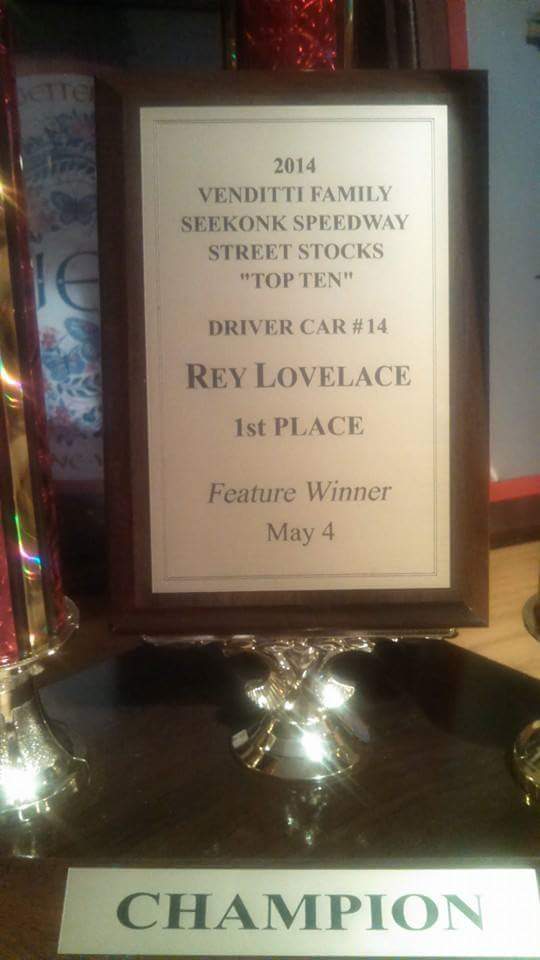 2014
VENDITTI FAMILY
SEEKONK SPEEDWAY
STREET STOCKS
"TOP TEN"
DRIVER CAR #14
REY LOVELACE
1st PLACE
Feature Winner
May 4
CHAMPION